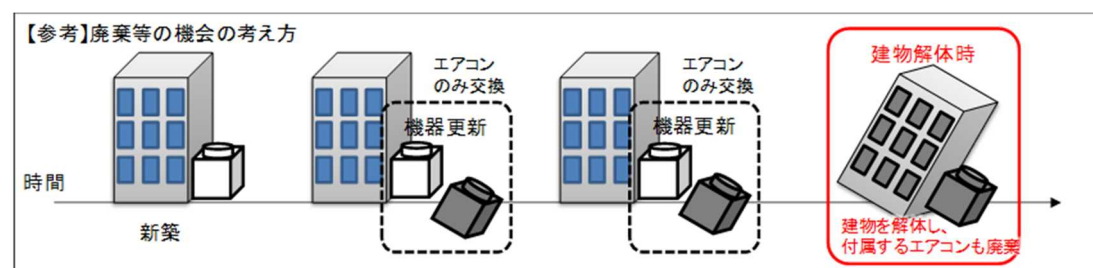 【参考】廃棄等の機会の考え方
エアコン
のみ交換
機器更新
エアコン
のみ交換
機器更新
建物解体時
時間
新築
建物を解体し、
付属するエアコンも廃棄